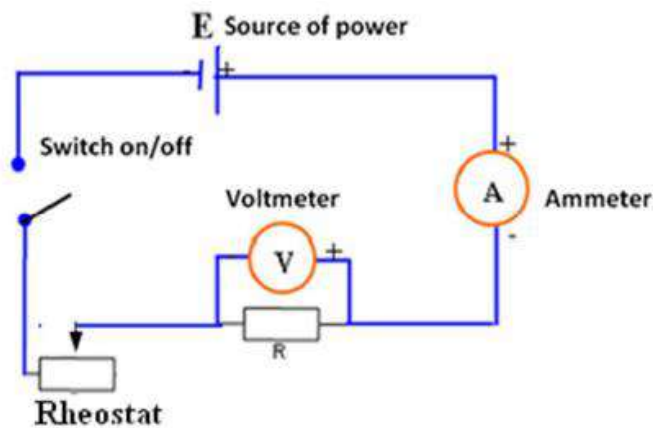 E Source of power
- +
Switch on/off
+
Voltmeter
A Ammeter
V +
-
R
Rheostat